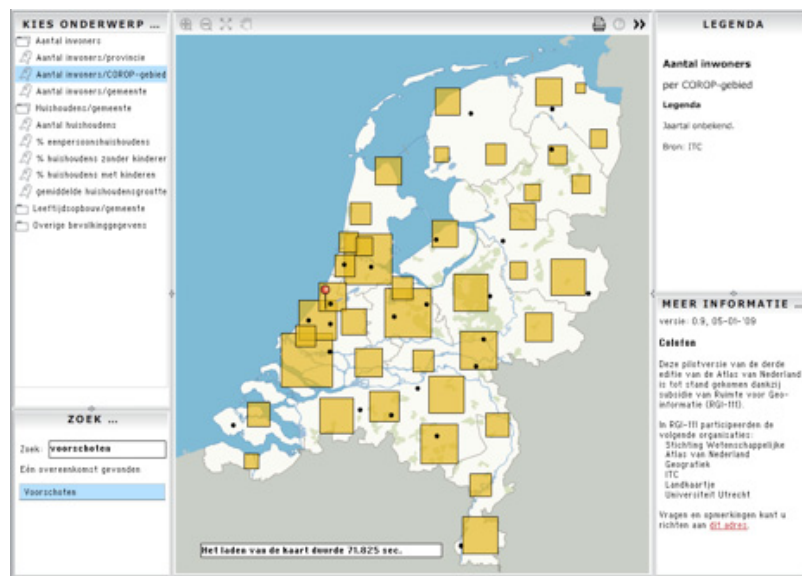 KIES ONDERWERP ...
Aantal inwoners
Aantal inwoners/provincie
Aantal inwoners/COROP-gebied
Aantal inwoners/gemeente
Huishoudens/gemeente
Aantal huishoudens
% eenpersoonshuishoudens
% huishoudens zonder kinderer
% huishoudens met kinderen
gemiddelde huishoudensgrootte
Leeftijdsopbouw/gemeente
Overige bevolkinggegevens
ZOEK ...
Zoek: voorschoten
Eén overeenkomst gevonden
Voorschoten
Het laden van de kaart duurde 71.825 sec.
LEGENDA
Aantal inwoners
per COROP-gebied
Legenda
Jaartal onbekend.
Bron: ITC
MEER INFORMATIE ...
versie: 0.9, 05-01-'09
Colofon
Deze pilotversie van de derde
editie van de Atlas van Nederland
is tot stand gekomen dankzij
subsidie van Ruimte voor Geo-
informatie (RGI-111).
In RGI-111 participeerden de
volgende organisaties:
Stichting Wetenschappelijke
Atlas van Nederland
Geografiek
ITC
Landkaartje
Universiteit Utrecht
Vragen en opmerkingen kunt u
richten aan dit adres.